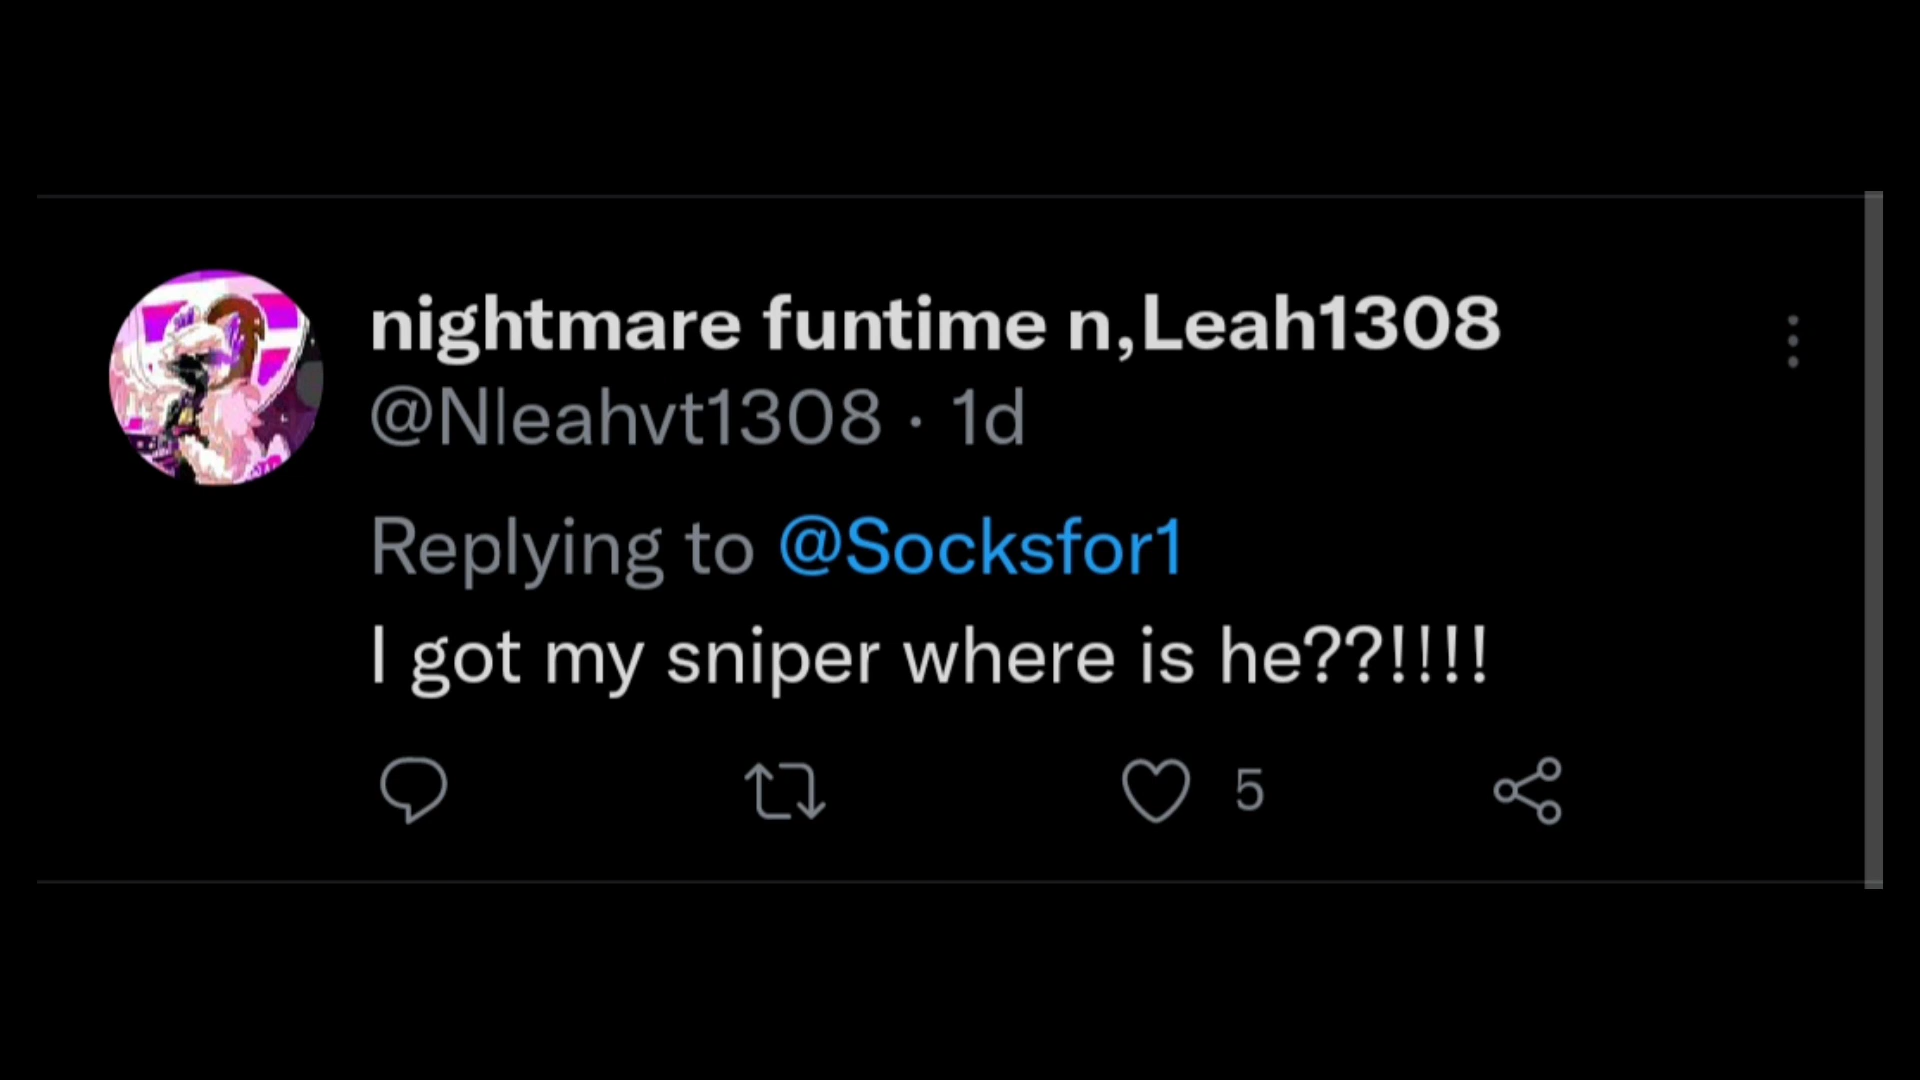 nightmare funtime n,Leah1308
@Nleahvt1308 · 1d
Replying to @Socksfor1
I got my sniper where is he??!!!!
5